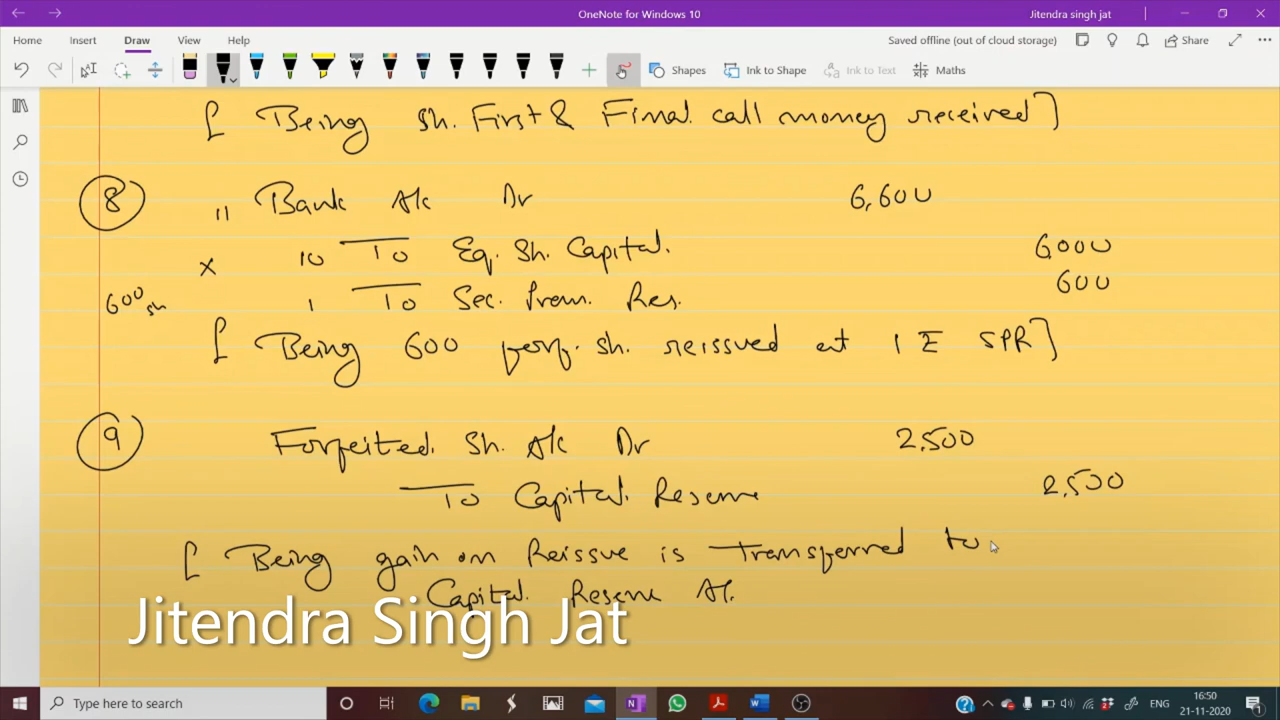 OneNote for Windows 10
Jitendra singh jat
Home Insert Draw View Help
Saved offline (out of cloud storage)
Share
Shapes
Ink to Shape
Ink to Text
Maths
[ Being Sh. First & Final call money received ]
8 " Bank A/c Dr 6,600
x 10 To Eq. Sh. Capital. 6000
600 sh 1 To Sec. Prem. Res. 600
[ Being 600 forf. sh. reissued at 1 E SPR ]
9 Forfeited. Sh. A/c Dr 2,500
To Capital. Reserve 2,500
[ Being gain on Reissue is transferred to
Capital. Reserve A/c.
Jitendra Singh Jat
Type here to search
ENG
16:50
21-11-2020